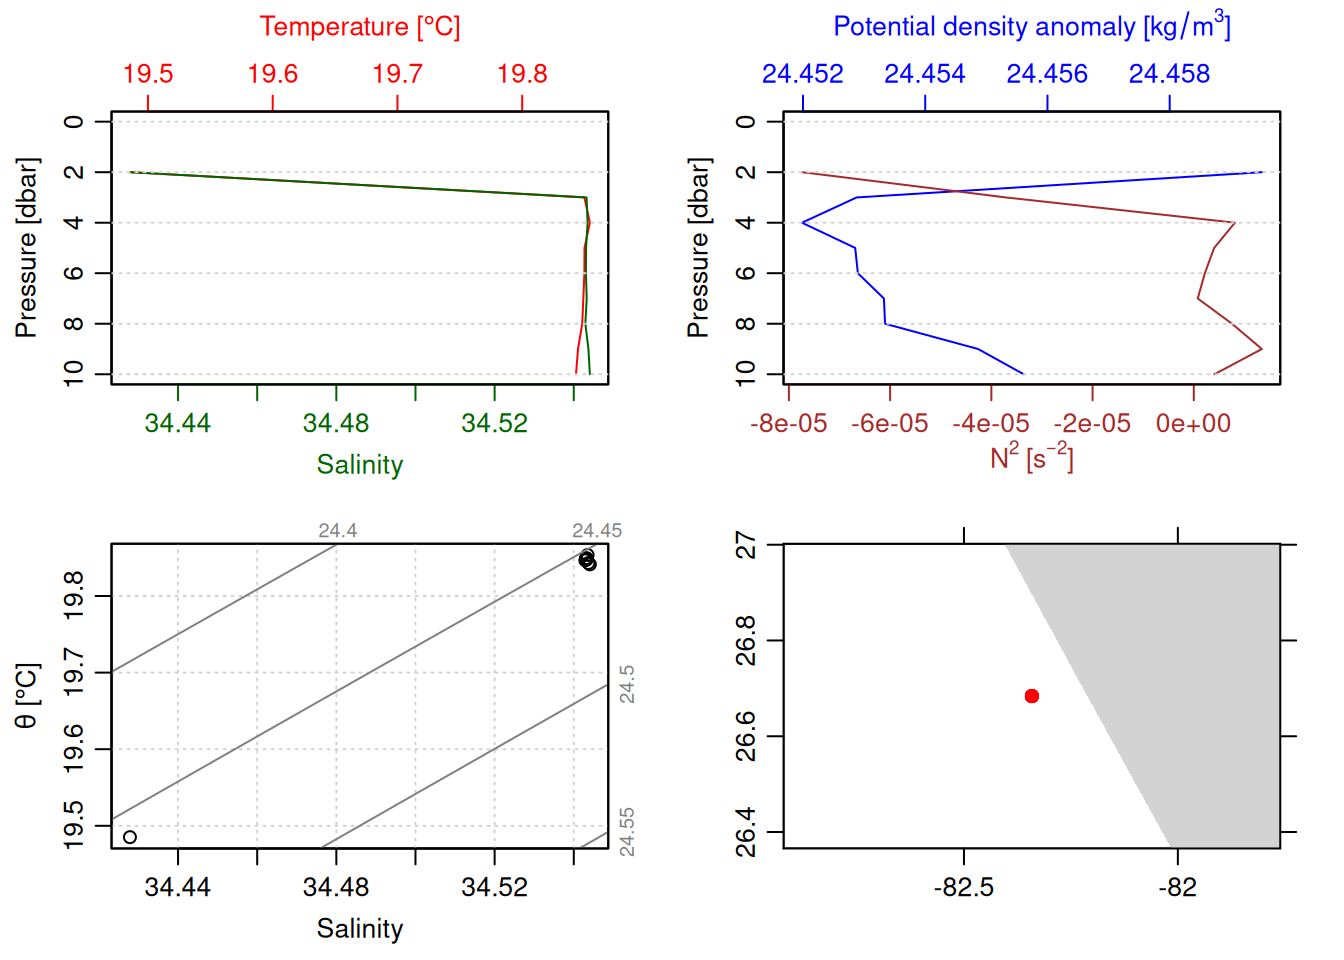 Temperature [°C]
19.5 19.6 19.7 19.8
Pressure [dbar]
0 2 4 6 8 10
34.44 34.48 34.52
Salinity
Potential density anomaly [kg/m³]
24.452 24.454 24.456 24.458
Pressure [dbar]
0 2 4 6 8 10
-8e-05 -6e-05 -4e-05 -2e-05 0e+00
N² [s⁻²]
24.4 24.45
θ [°C]
19.8 19.7 19.6 19.5
24.5
24.55
34.44 34.48 34.52
Salinity
27 26.8 26.6 26.4
-82.5 -82